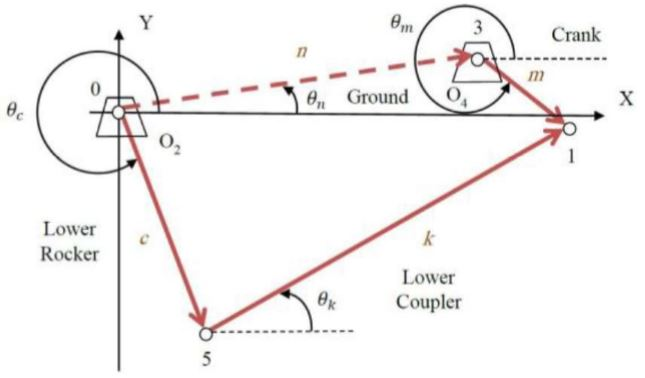 Y
θm
3
Crank
n
m
0
θn
Ground
O4
X
θc
O2
1
Lower
Rocker
c
k
Lower
Coupler
θk
5